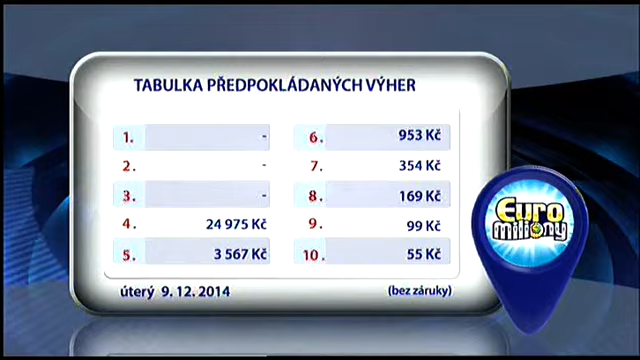 TABULKA PŘEDPOKLÁDANÝCH VÝHER
1. -
2. -
3. -
4. 24 975 Kč
5. 3 567 Kč
6. 953 Kč
7. 354 Kč
8. 169 Kč
9. 99 Kč
10. 55 Kč
úterý 9. 12. 2014
(bez záruky)
Euro
miliony